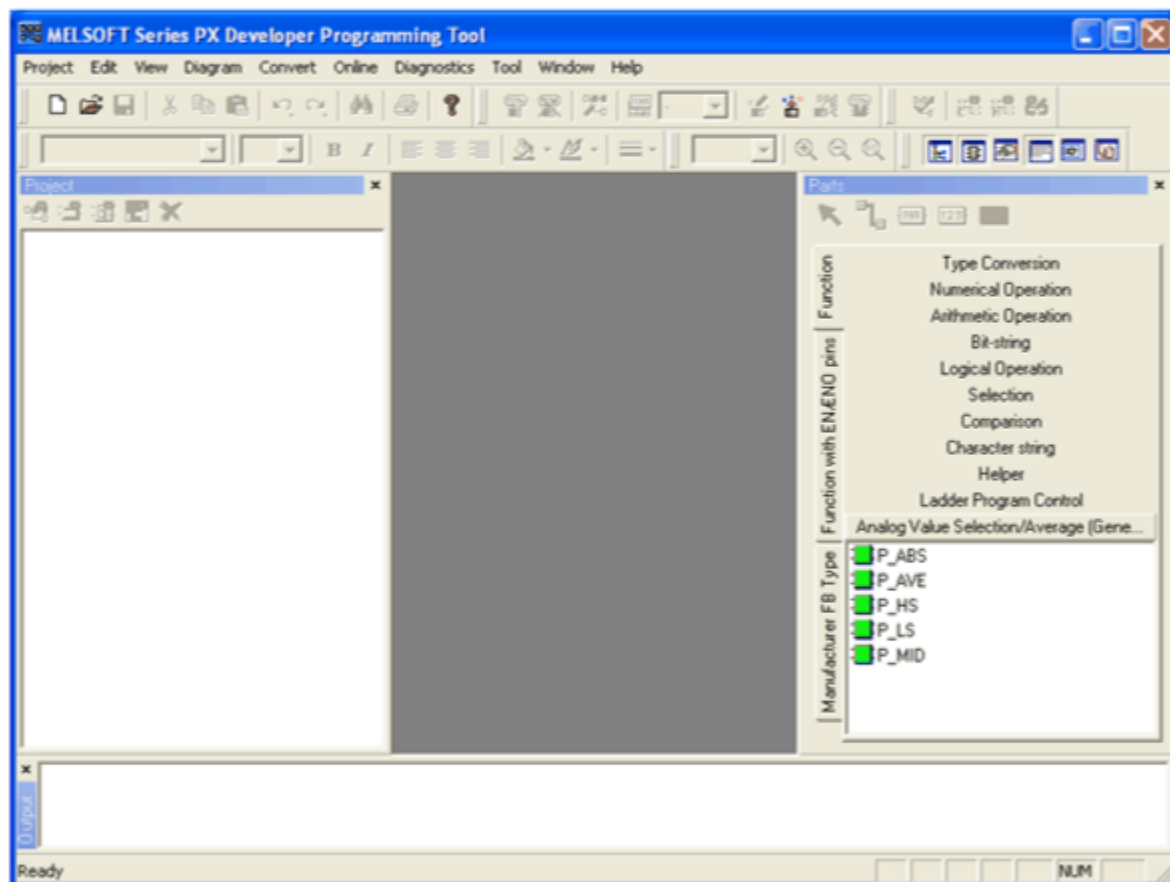 MELSOFT Series PX Developer Programming Tool
Project Edit View Diagram Convert Online Diagnostics Tool Window Help
B I
Project
Parts
Function
Function with EN/ENO pins
Manufacturer FB Type
Type Conversion
Numerical Operation
Arithmetic Operation
Bit-string
Logical Operation
Selection
Comparison
Character string
Helper
Ladder Program Control
Analog Value Selection/Average (Gene...
P_ABS
P_AVE
P_HS
P_LS
P_MID
Output
Ready
NUM